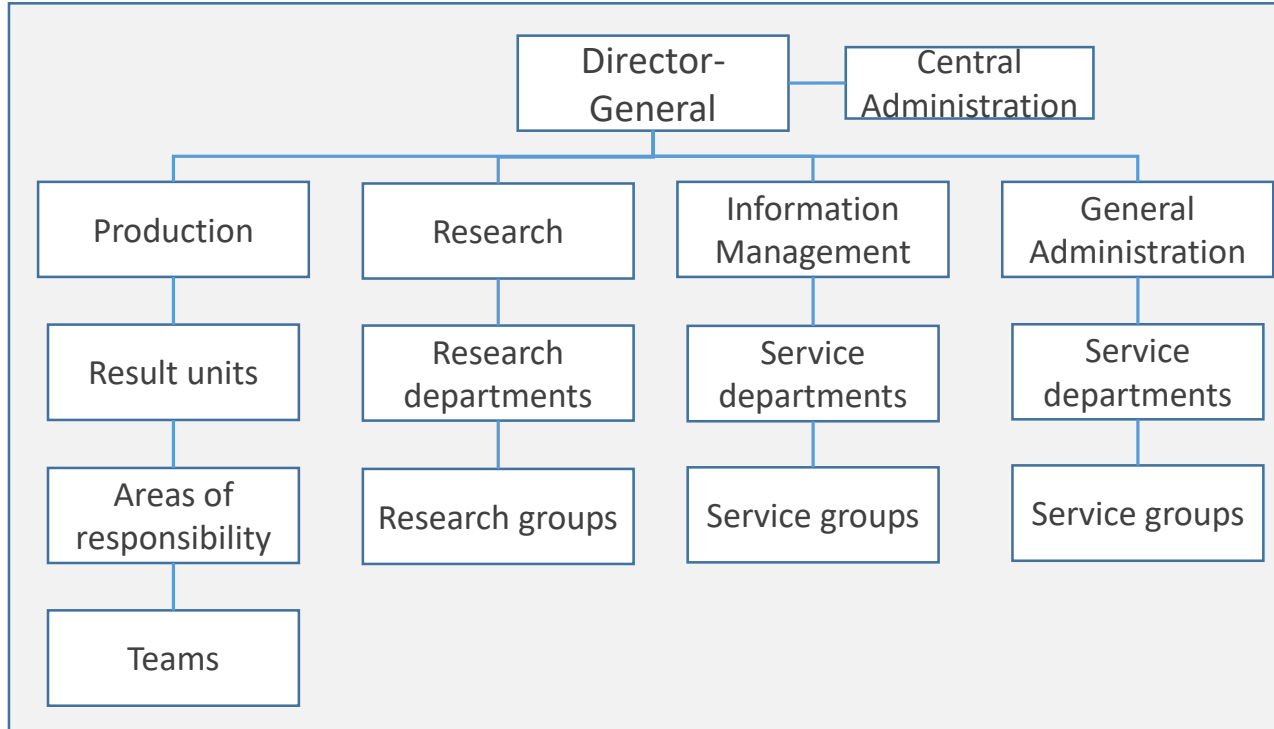 Director-
General
Central
Administration
Production
Research
Information
Management
General
Administration
Result units
Research
departments
Service
departments
Service
departments
Areas of
responsibility
Research groups
Service groups
Service groups
Teams